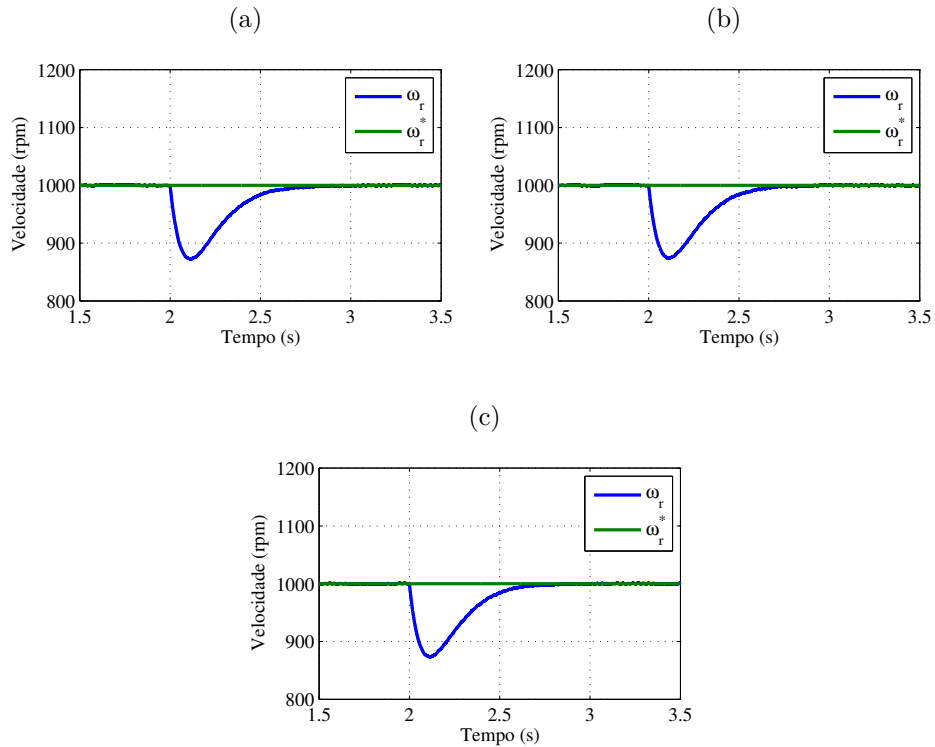 (a)
1200
1100
1000
900
800
Velocidade (rpm)
ω_r
ω_r^*
1.5 2 2.5 3 3.5
Tempo (s)
(b)
1200
1100
1000
900
800
Velocidade (rpm)
ω_r
ω_r^*
1.5 2 2.5 3 3.5
Tempo (s)
(c)
1200
1100
1000
900
800
Velocidade (rpm)
ω_r
ω_r^*
1.5 2 2.5 3 3.5
Tempo (s)